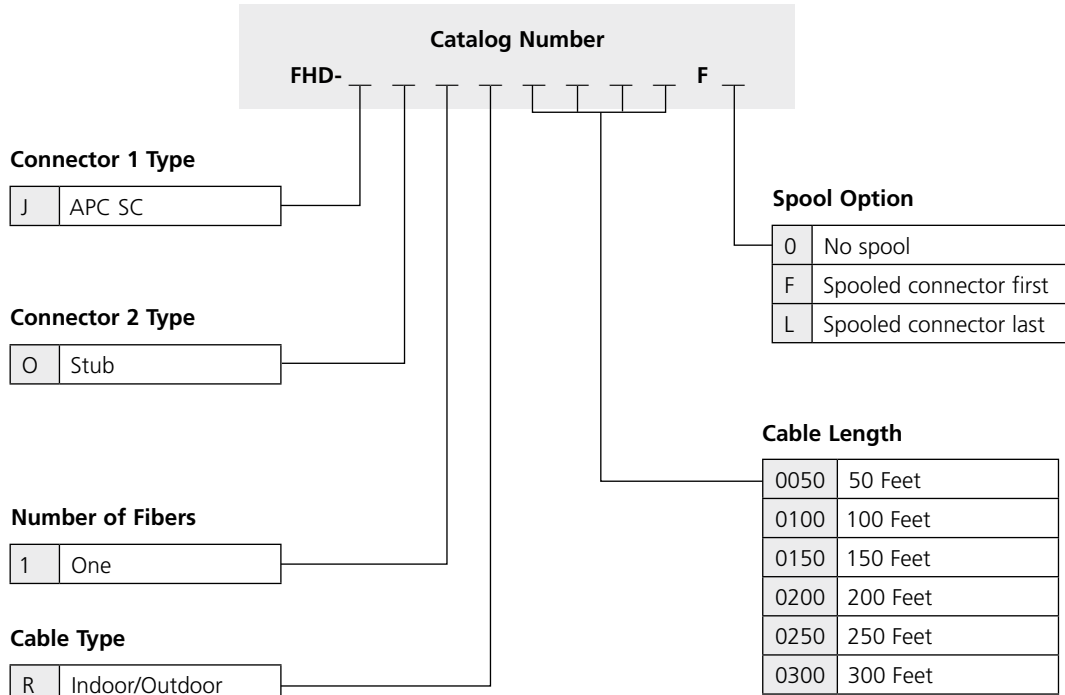 Catalog Number
FHD- _ _ _ _ _ _ _ _ F _
Connector 1 Type
J APC SC
Connector 2 Type
O Stub
Number of Fibers
1 One
Cable Type
R Indoor/Outdoor
Spool Option
0 No spool
F Spooled connector first
L Spooled connector last
Cable Length
0050 50 Feet
0100 100 Feet
0150 150 Feet
0200 200 Feet
0250 250 Feet
0300 300 Feet